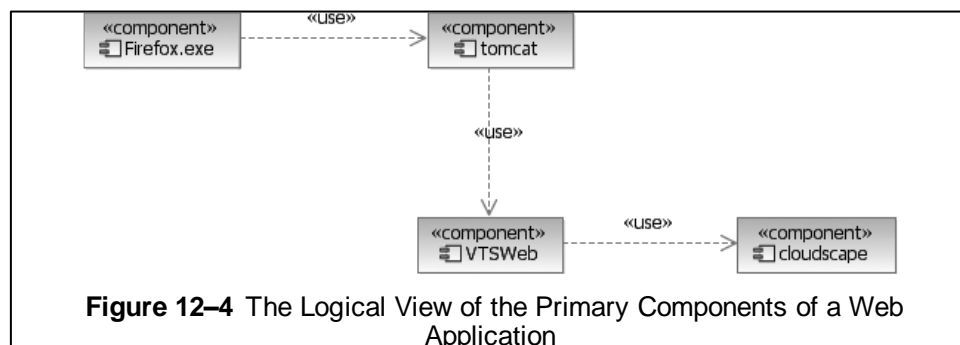 «use»
«component»
Firefox.exe
«component»
tomcat
«use»
«component»
VTSWeb
«use»
«component»
cloudscape
Figure 12–4 The Logical View of the Primary Components of a Web
Application